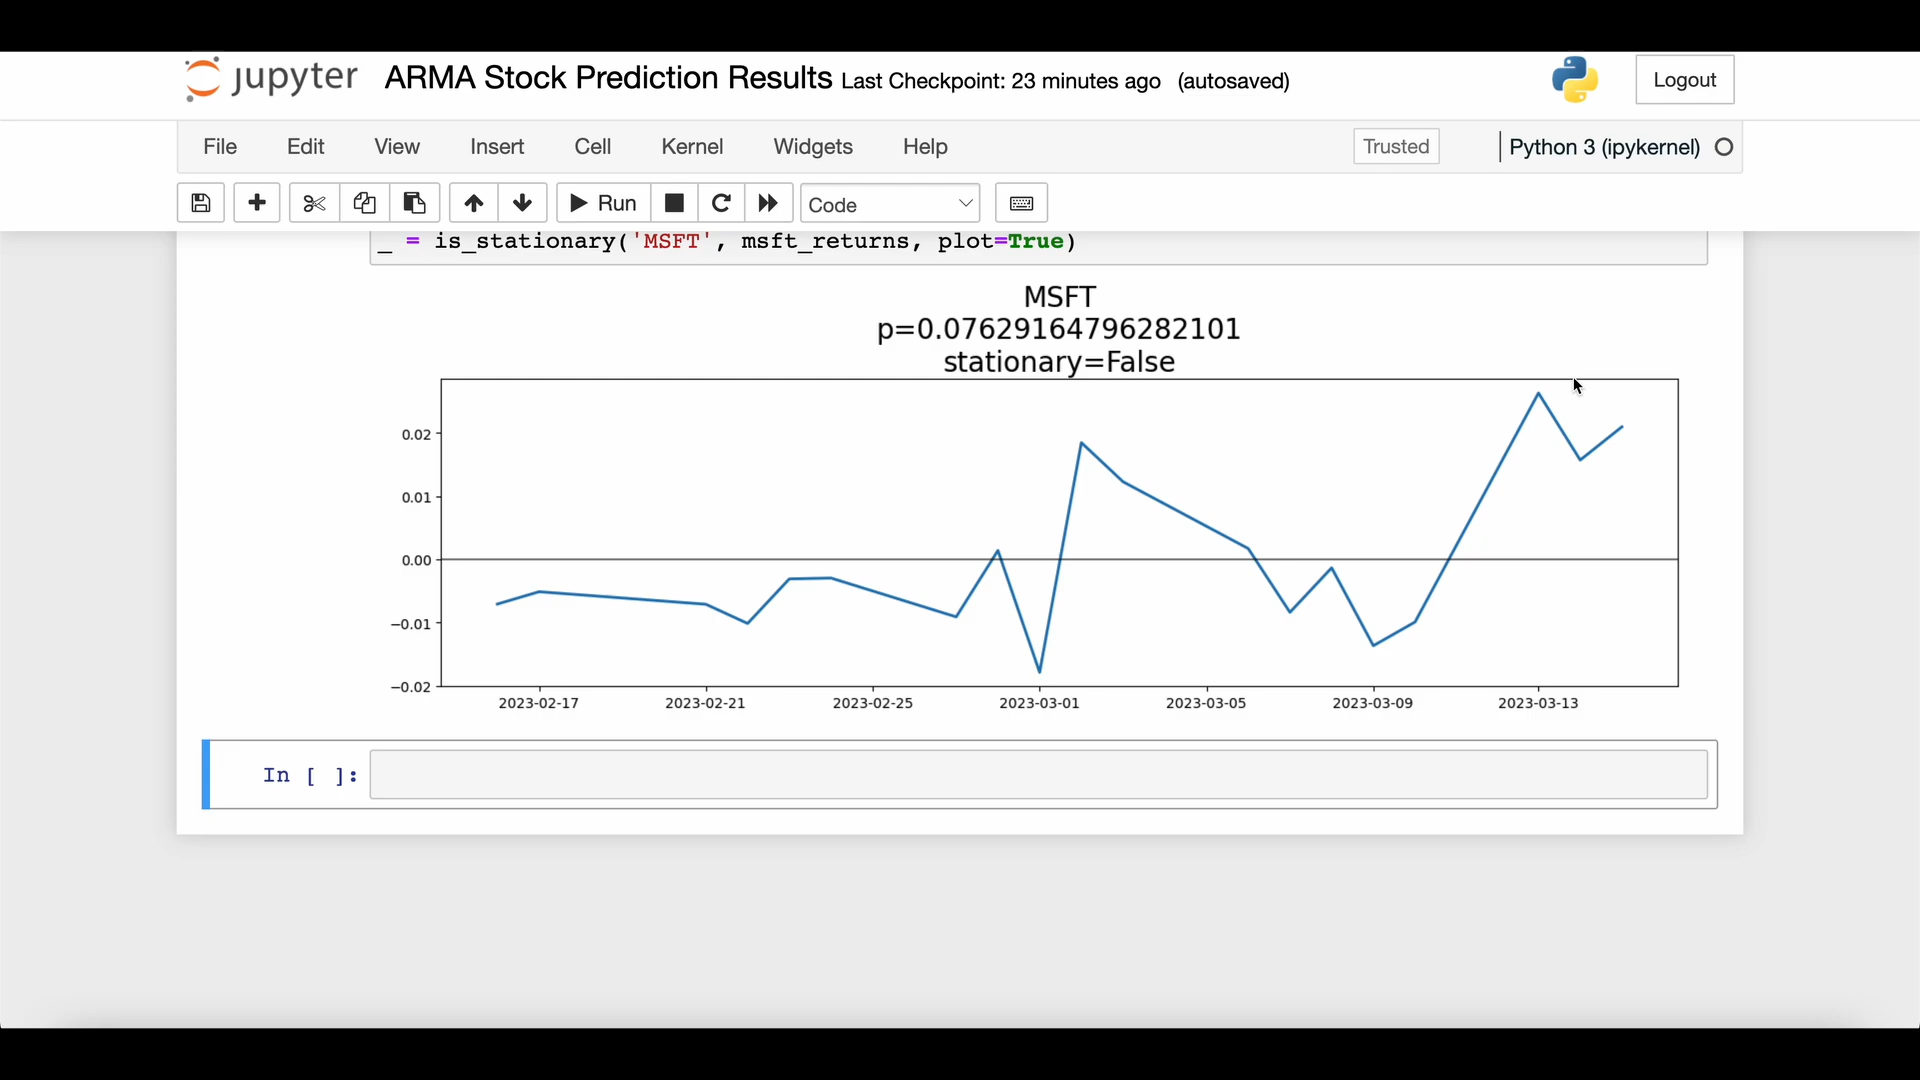 jupyter ARMA Stock Prediction Results Last Checkpoint: 23 minutes ago (autosaved) Logout
File Edit View Insert Cell Kernel Widgets Help Trusted Python 3 (ipykernel)
Run Code
_ = is_stationary('MSFT', msft_returns, plot=True)
MSFT
p=0.07629164796282101
stationary=False
0.02
0.01
0.00
−0.01
−0.02
2023-02-17 2023-02-21 2023-02-25 2023-03-01 2023-03-05 2023-03-09 2023-03-13
In [ ]: